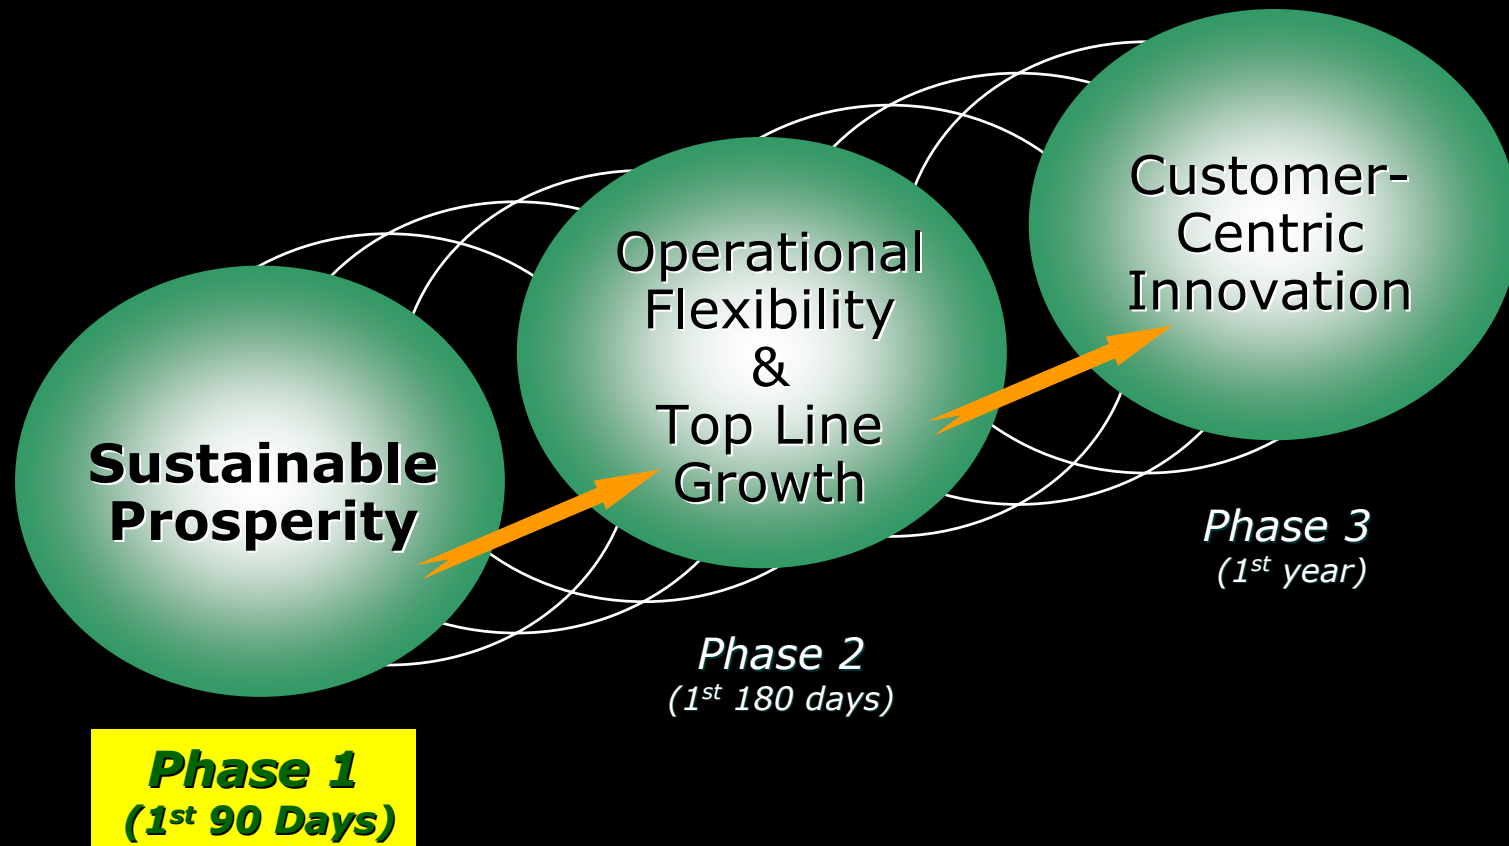 Sustainable
Prosperity
Phase 1
(1st 90 Days)
Operational
Flexibility
&
Top Line
Growth
Phase 2
(1st 180 days)
Customer-
Centric
Innovation
Phase 3
(1st year)